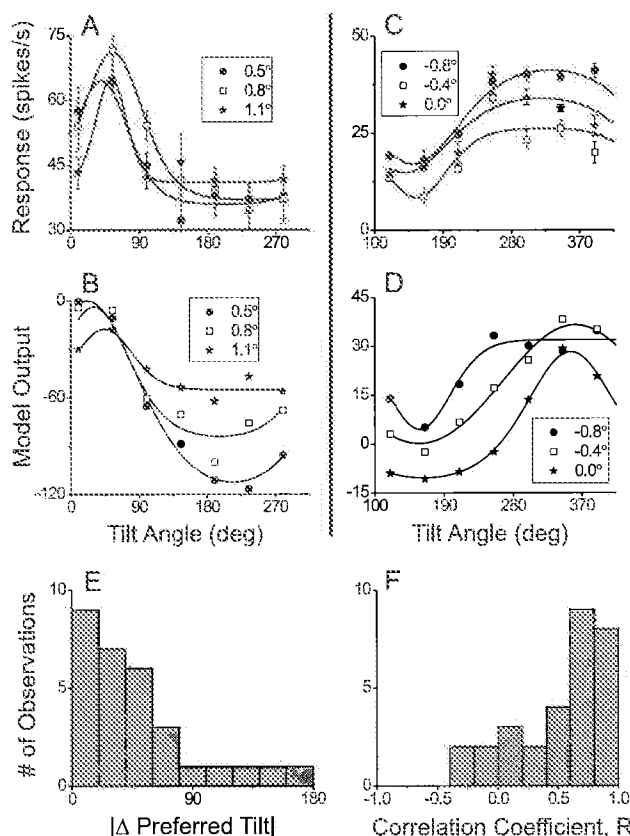 A
C
Response (spikes/s)
75
60
45
30
0.5°
0.8°
1.1°
0 90 180 270
50
25
0
-0.8°
-0.4°
0.0°
100 190 280 370
B
D
Model Output
0
-60
-120
0.5°
0.8°
1.1°
0 90 180 270
Tilt Angle (deg)
45
30
15
0
-15
-0.8°
-0.4°
0.0°
100 190 280 370
Tilt Angle (deg)
E
F
# of Observations
10
5
0
90 180
|Δ Preferred Tilt|
10
5
0
-1.0 -0.5 0.0 0.5 1.0
Correlation Coefficient, R